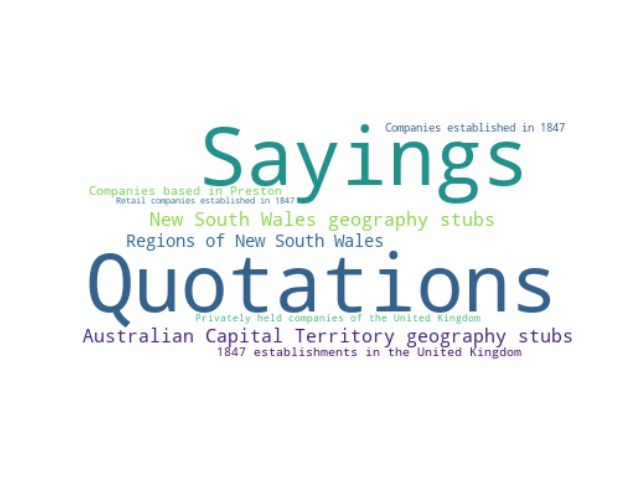 Companies established in 1847
Sayings
Companies based in Preston
Retail companies established in 1847
New South Wales geography stubs
Regions of New South Wales
Quotations
Privately held companies of the United Kingdom
Australian Capital Territory geography stubs
1847 establishments in the United Kingdom